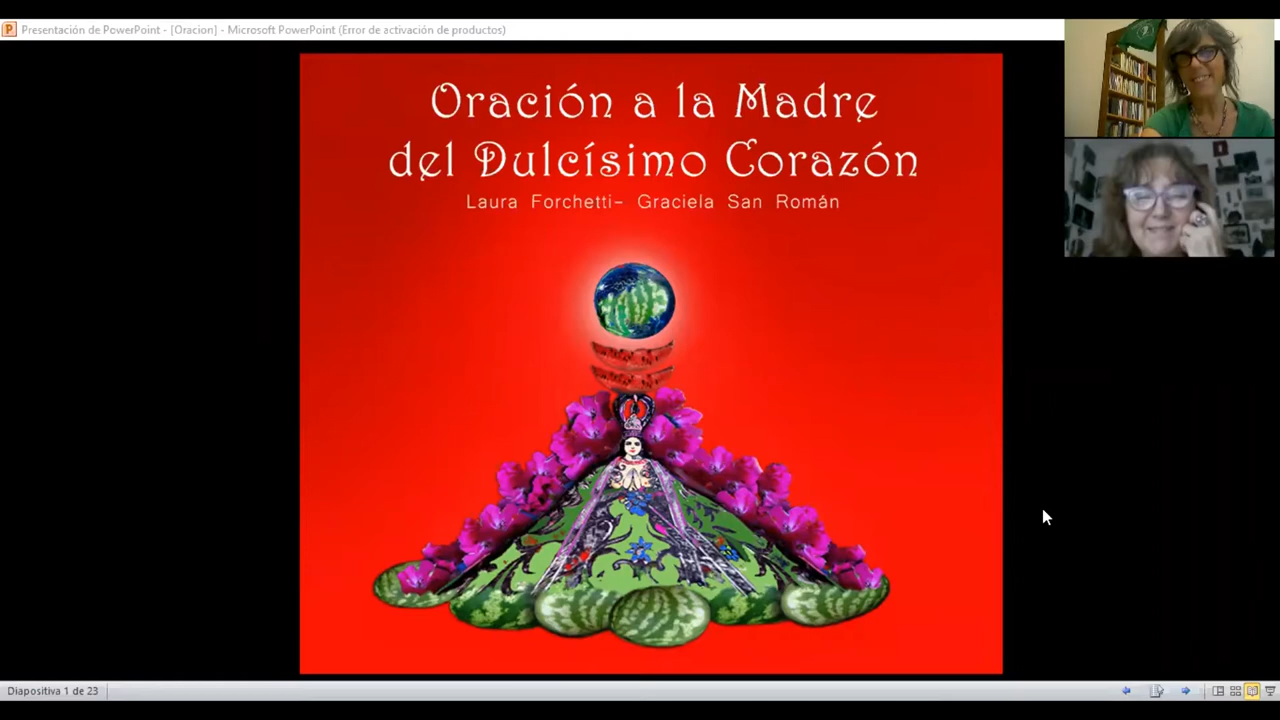 Presentación de PowerPoint - [Oracion] - Microsoft PowerPoint (Error de activación de productos)
Oración a la Madre
del Dulcísimo Corazón
Laura Forchetti- Graciela San Román
Diapositiva 1 de 23